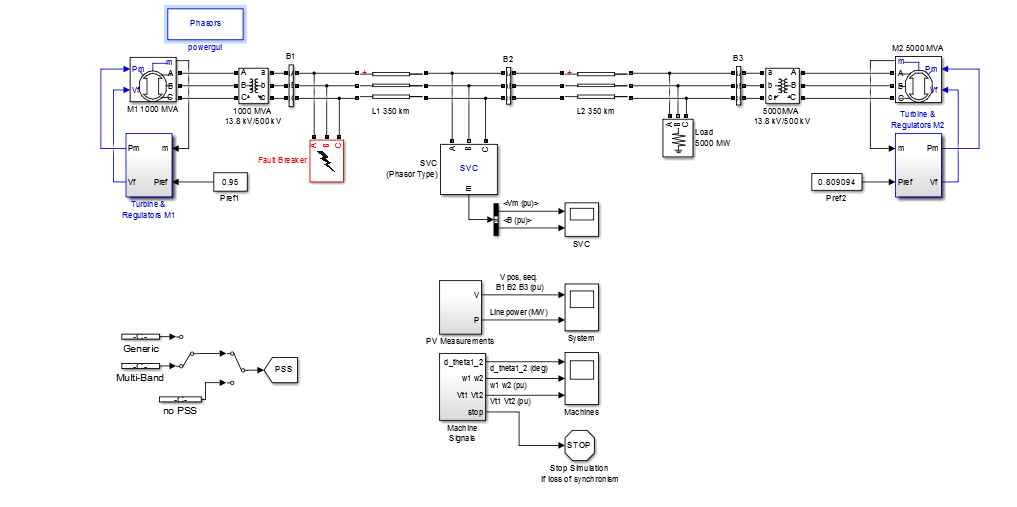 Phasors
powergui
m
Pm
A
Vf
B
C
M1 1000 MVA
A a
B b
C c
1000 MVA
13.8 kV/500 kV
B1
L1 350 km
B2
L2 350 km
B3
a A
b B
c C
5000MVA
13.8 kV/500 kV
M2 5000 MVA
m
Pm
A
B
Vf
C
Turbine &
Regulators M2
Pm m
Vf Pref
Turbine &
Regulators M1
0.95
Pref1
Fault Breaker
A B C
SVC
(Phasor Type)
A B C
SVC
m
<Vm (pu)>
<B (pu)>
SVC
A B C
Load
5000 MW
0.809094
Pref2
m Pm
Pref Vf
V pos. seq.
B1 B2 B3 (pu)
V
Line power (MW)
P
PV Measurements
System
d_theta1_2
d_theta1_2 (deg)
w1 w2
w1 w2 (pu)
Vt1 Vt2
Vt1 Vt2 (pu)
stop
Machine
Signals
Machines
STOP
Stop Simulation
if loss of synchronism
Generic
Multi-Band
no PSS
PSS